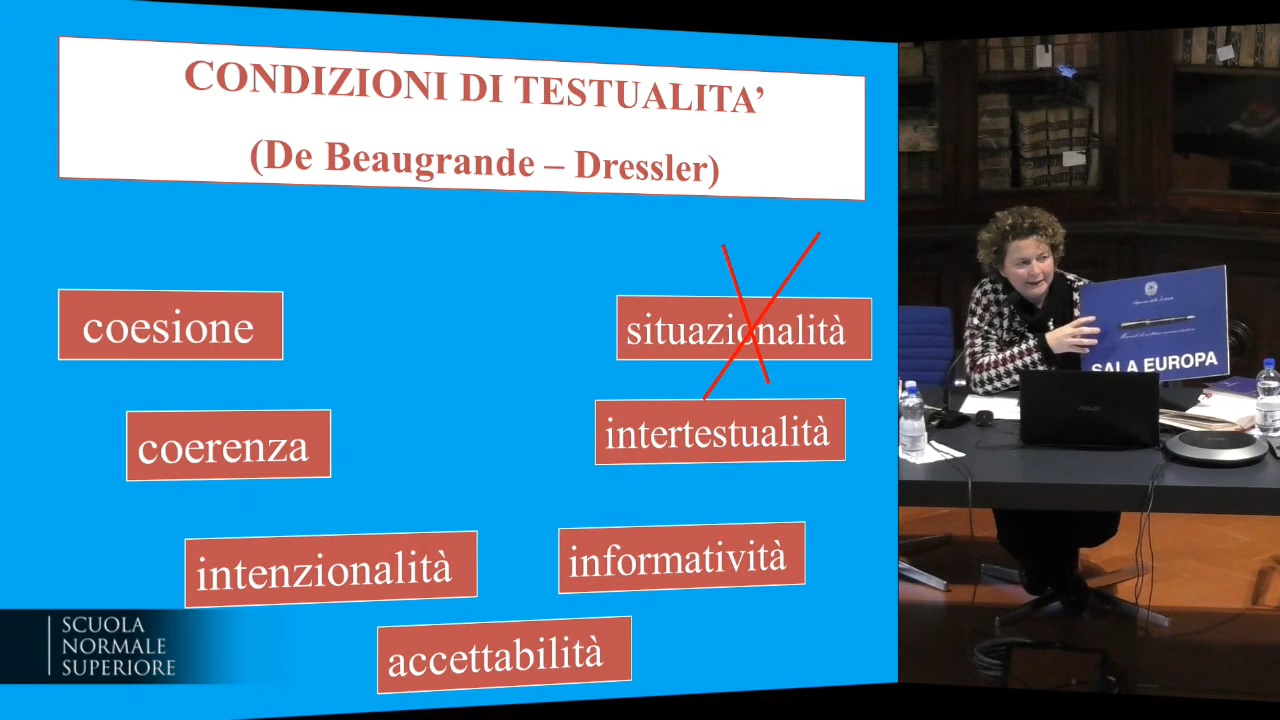 CONDIZIONI DI TESTUALITA’
(De Beaugrande – Dressler)
coesione
situazionalità
coerenza
intertestualità
intenzionalità
informatività
accettabilità
SCUOLA
NORMALE
SUPERIORE
SALA EUROPA